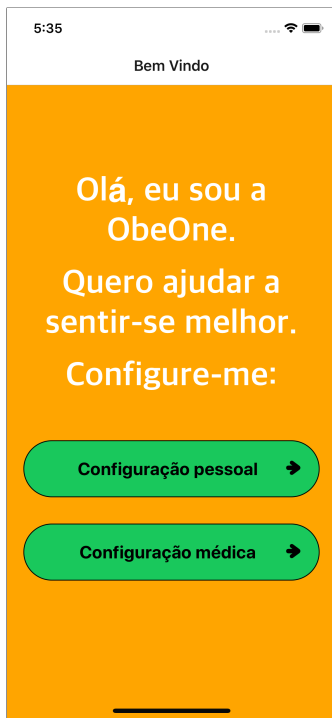 5:35
Bem Vindo
Olá, eu sou a
ObeOne.
Quero ajudar a
sentir-se melhor.
Configure-me:
Configuração pessoal
Configuração médica